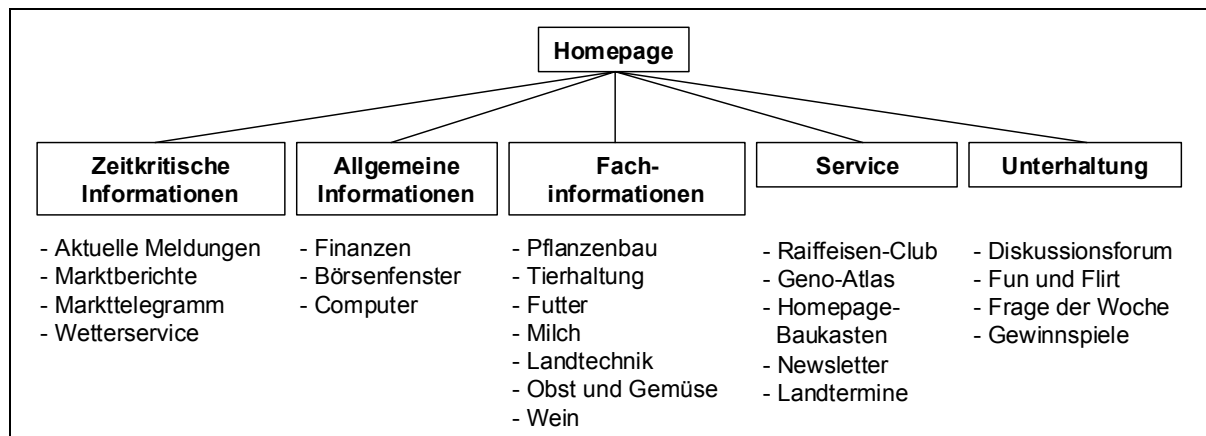 Homepage
Zeitkritische
Informationen
- Aktuelle Meldungen
- Marktberichte
- Markttelegramm
- Wetterservice
Allgemeine
Informationen
- Finanzen
- Börsenfenster
- Computer
Fach-
informationen
- Pflanzenbau
- Tierhaltung
- Futter
- Milch
- Landtechnik
- Obst und Gemüse
- Wein
Service
- Raiffeisen-Club
- Geno-Atlas
- Homepage-
Baukasten
- Newsletter
- Landtermine
Unterhaltung
- Diskussionsforum
- Fun und Flirt
- Frage der Woche
- Gewinnspiele